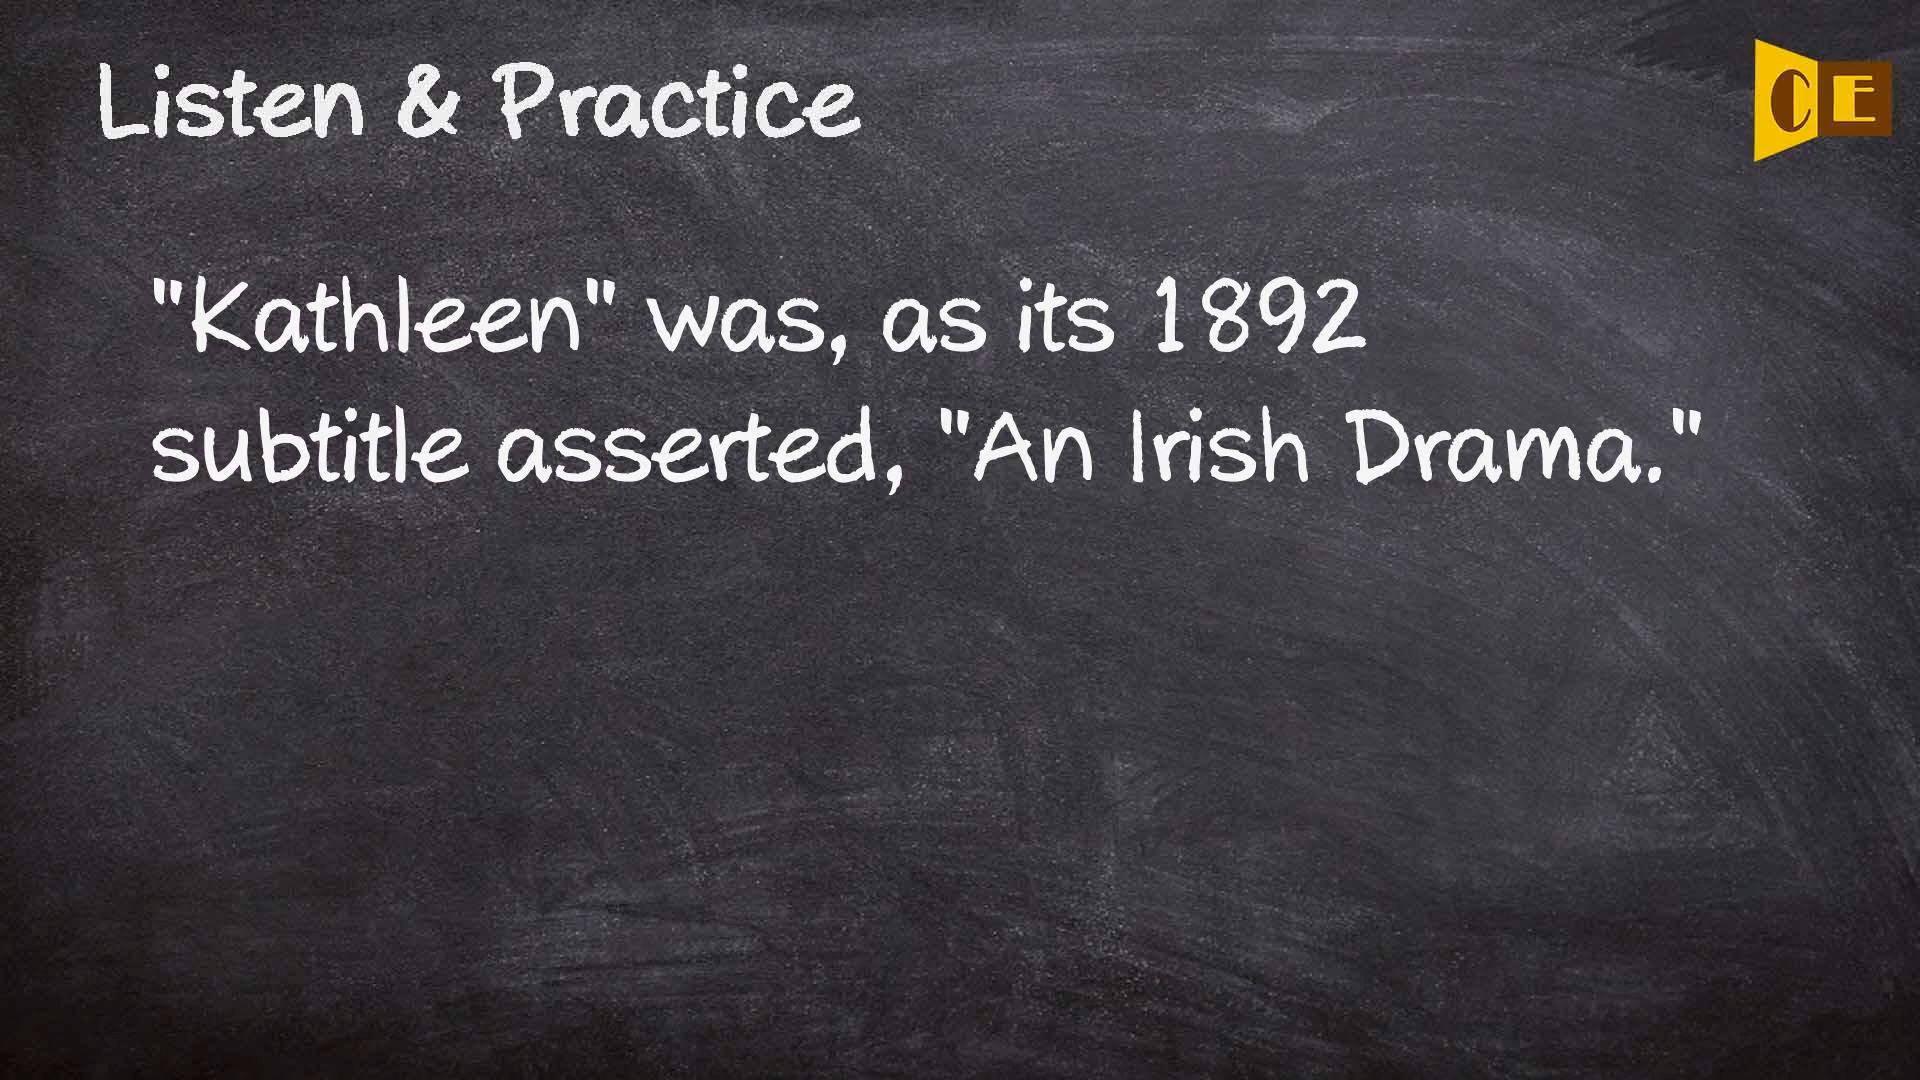 Listen & Practice
CE
"Kathleen" was, as its 1892
subtitle asserted, "An Irish Drama."